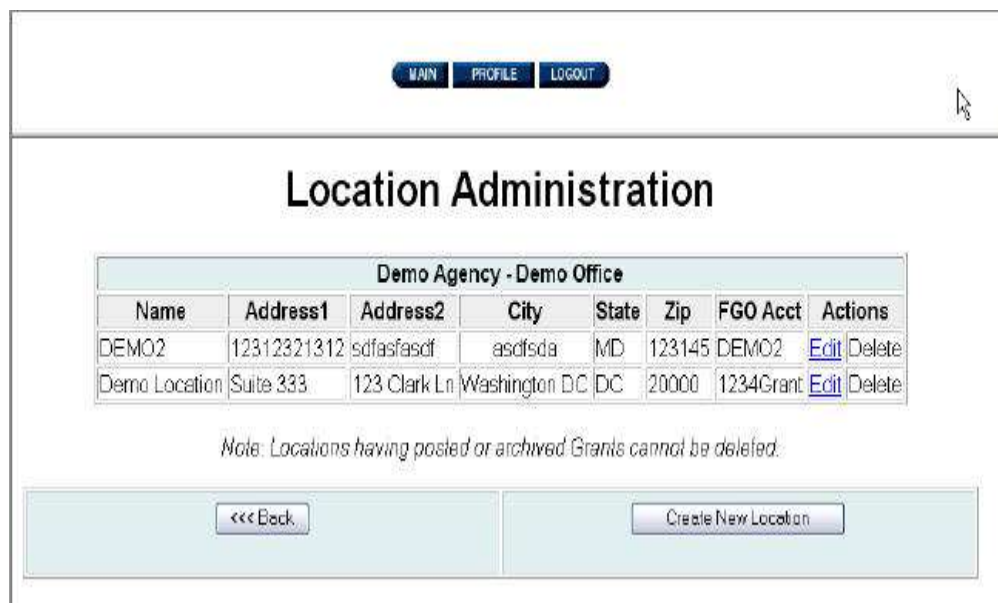 MAIN PROFILE LOGOUT
Location Administration
Demo Agency - Demo Office
Name Address1 Address2 City State Zip FGO Acct Actions
DEMO2 12312321312 sdfasfasdf asdfsda MD 123145 DEMO2 Edit Delete
Demo Location Suite 333 123 Clark Ln Washington DC DC 20000 1234Grant Edit Delete
Note: Locations having posted or archived Grants cannot be deleted.
<<< Back Create New Location